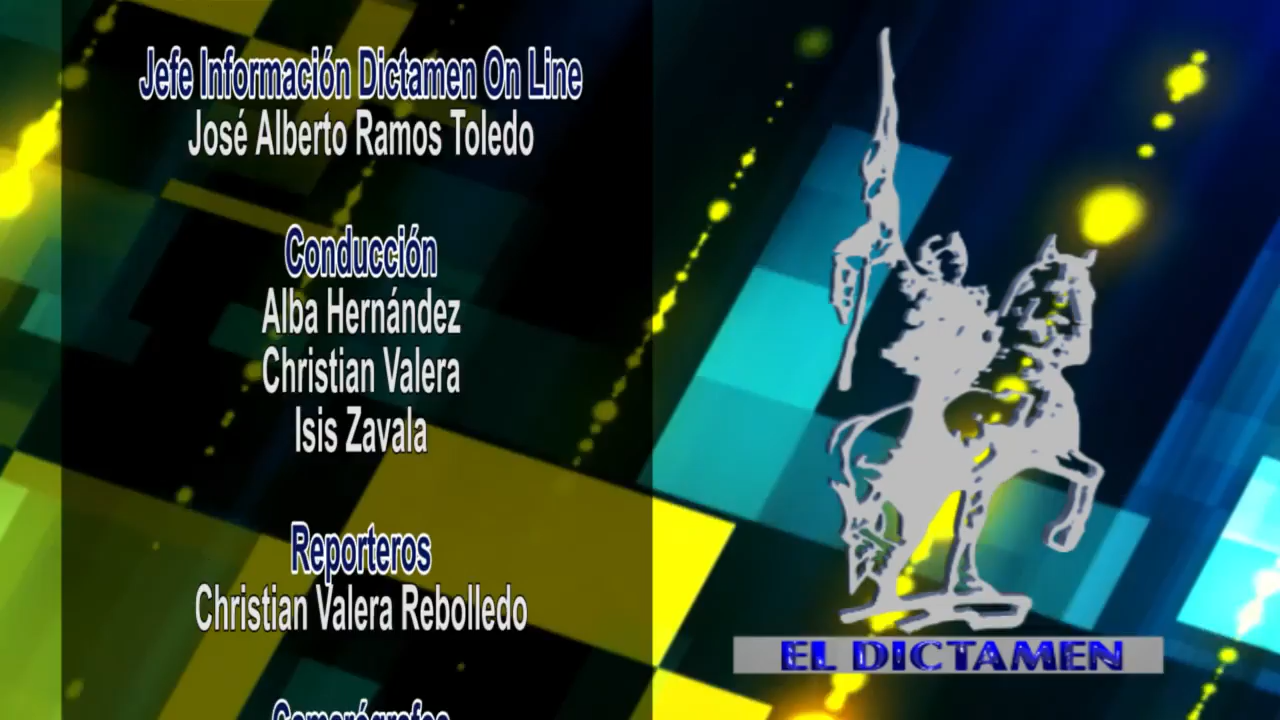 Jefe Información Dictamen On Line
José Alberto Ramos Toledo
Conducción
Alba Hernández
Christian Valera
Isis Zavala
Reporteros
Christian Valera Rebolledo
Camarógrafos
EL DICTAMEN